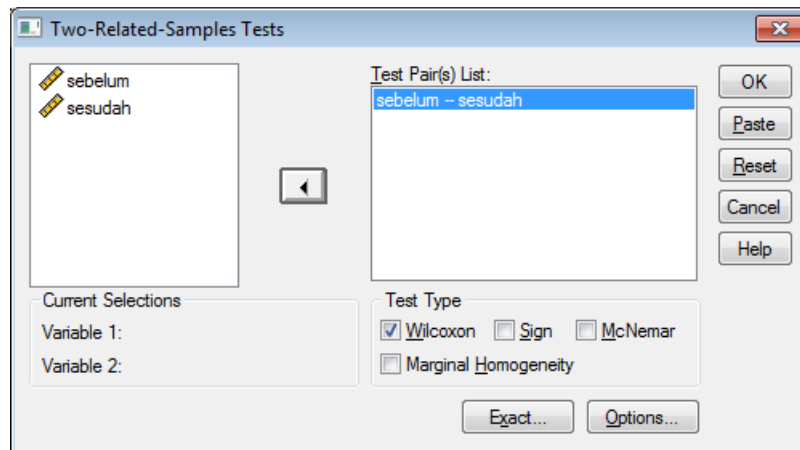 Two-Related-Samples Tests
sebelum
sesudah
Test Pair(s) List:
sebelum -- sesudah
OK
Paste
Reset
Cancel
Help
Current Selections
Variable 1:
Variable 2:
Test Type
Wilcoxon Sign McNemar
Marginal Homogeneity
Exact... Options...